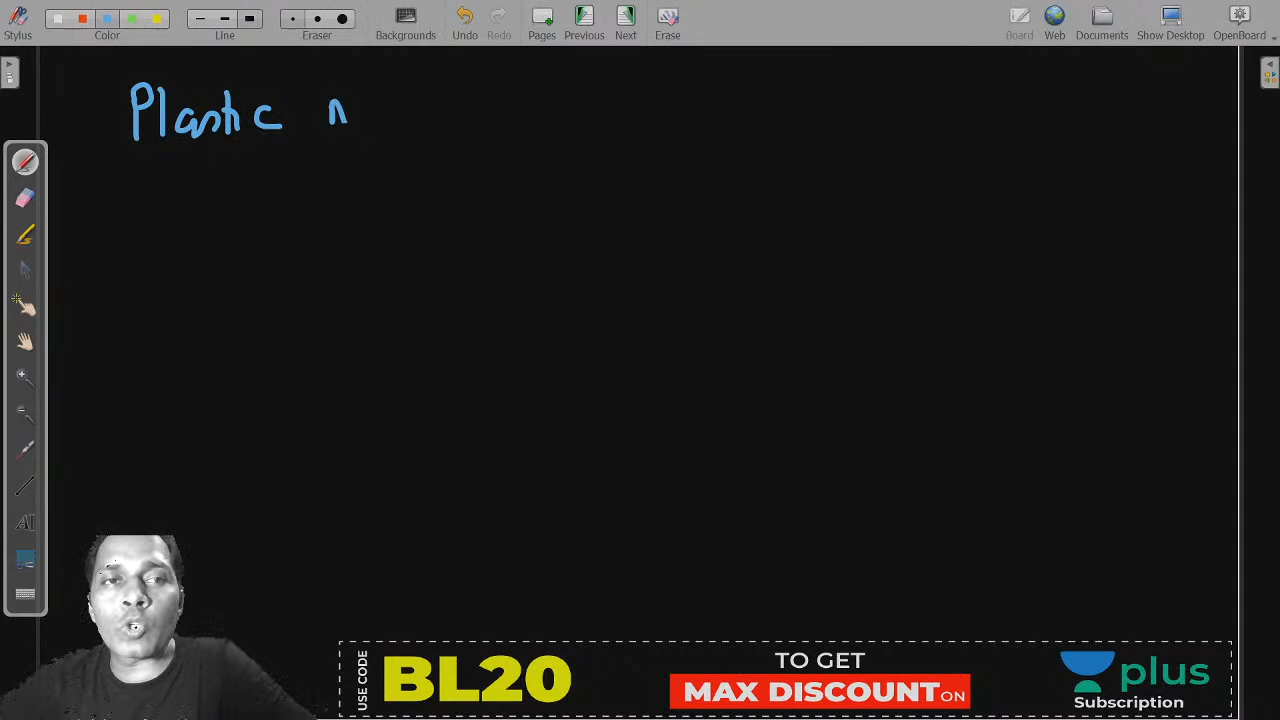 Stylus
Color
Line
Eraser
Backgrounds
Undo
Redo
Pages
Previous
Next
Erase
Board
Web
Documents
Show Desktop
OpenBoard
Plastic n
AI
USE CODE
BL20
TO GET
MAX DISCOUNT ON
plus
Subscription